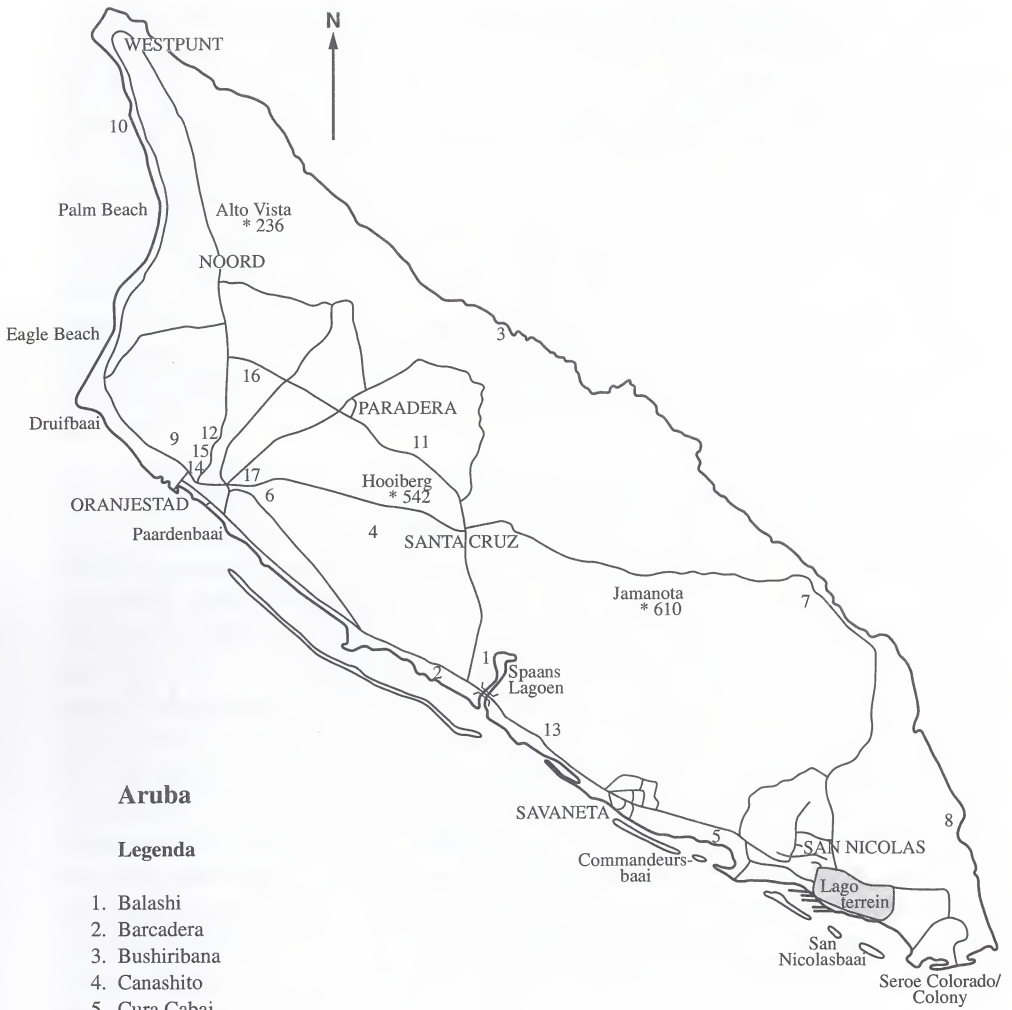 N
WESTPUNT
10
Palm Beach
Alto Vista
* 236
NOORD
Eagle Beach
3
16
PARADERA
Druifbaai
9
12
11
15
14
17
Hooiberg
* 542
6
ORANJESTAD
Paardenbaai
4
SANTA CRUZ
Jamanota
* 610
7
1
2
Spaans
Lagoen
13
Aruba
SAVANETA
5
8
Legenda
SAN NICOLAS
Commandeurs-
baai
Lago
terrein
1. Balashi
2. Barcadera
3. Bushiribana
4. Canashito
5. Cura Cabai
San
Nicolasbaai
Seroe Colorado/
Colony